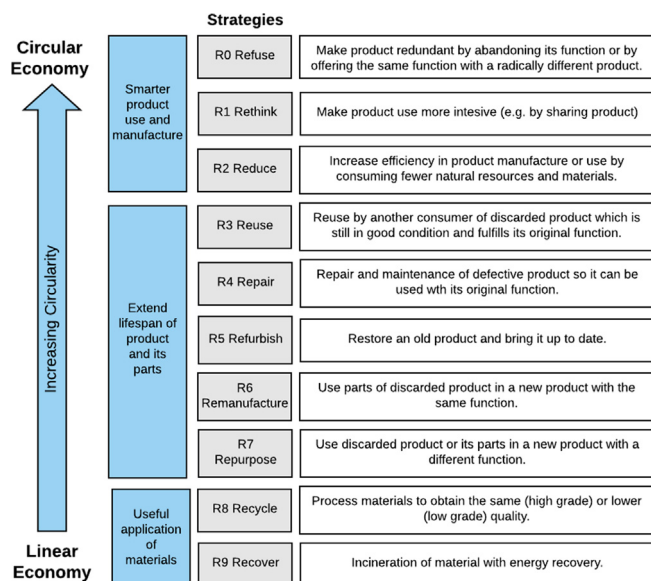 Strategies
Circular
Economy
Increasing Circularity
Linear
Economy
Smarter
product
use and
manufacture
R0 Refuse
Make product redundant by abandoning its function or by
offering the same function with a radically different product.
R1 Rethink
Make product use more intesive (e.g. by sharing product)
R2 Reduce
Increase efficiency in product manufacture or use by
consuming fewer natural resources and materials.
Extend
lifespan of
product
and its
parts
R3 Reuse
Reuse by another consumer of discarded product which is
still in good condition and fulfills its original function.
R4 Repair
Repair and maintenance of defective product so it can be
used wth its original function.
R5 Refurbish
Restore an old product and bring it up to date.
R6
Remanufacture
Use parts of discarded product in a new product with the
same function.
R7
Repurpose
Use discarded product or its parts in a new product with a
different function.
Useful
application
of
materials
R8 Recycle
Process materials to obtain the same (high grade) or lower
(low grade) quality.
R9 Recover
Incineration of material with energy recovery.